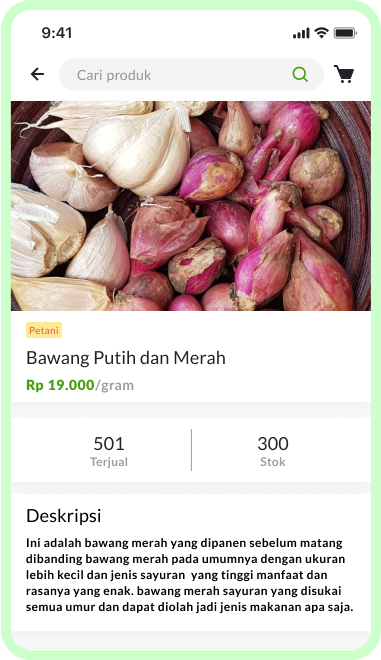 9:41
Cari produk
Petani
Bawang Putih dan Merah
Rp 19.000/gram
501
Terjual
300
Stok
Deskripsi
Ini adalah bawang merah yang dipanen sebelum matang
dibanding bawang merah pada umumnya dengan ukuran
lebih kecil dan jenis sayuran yang tinggi manfaat dan
rasanya yang enak. bawang merah sayuran yang disukai
semua umur dan dapat diolah jadi jenis makanan apa saja.